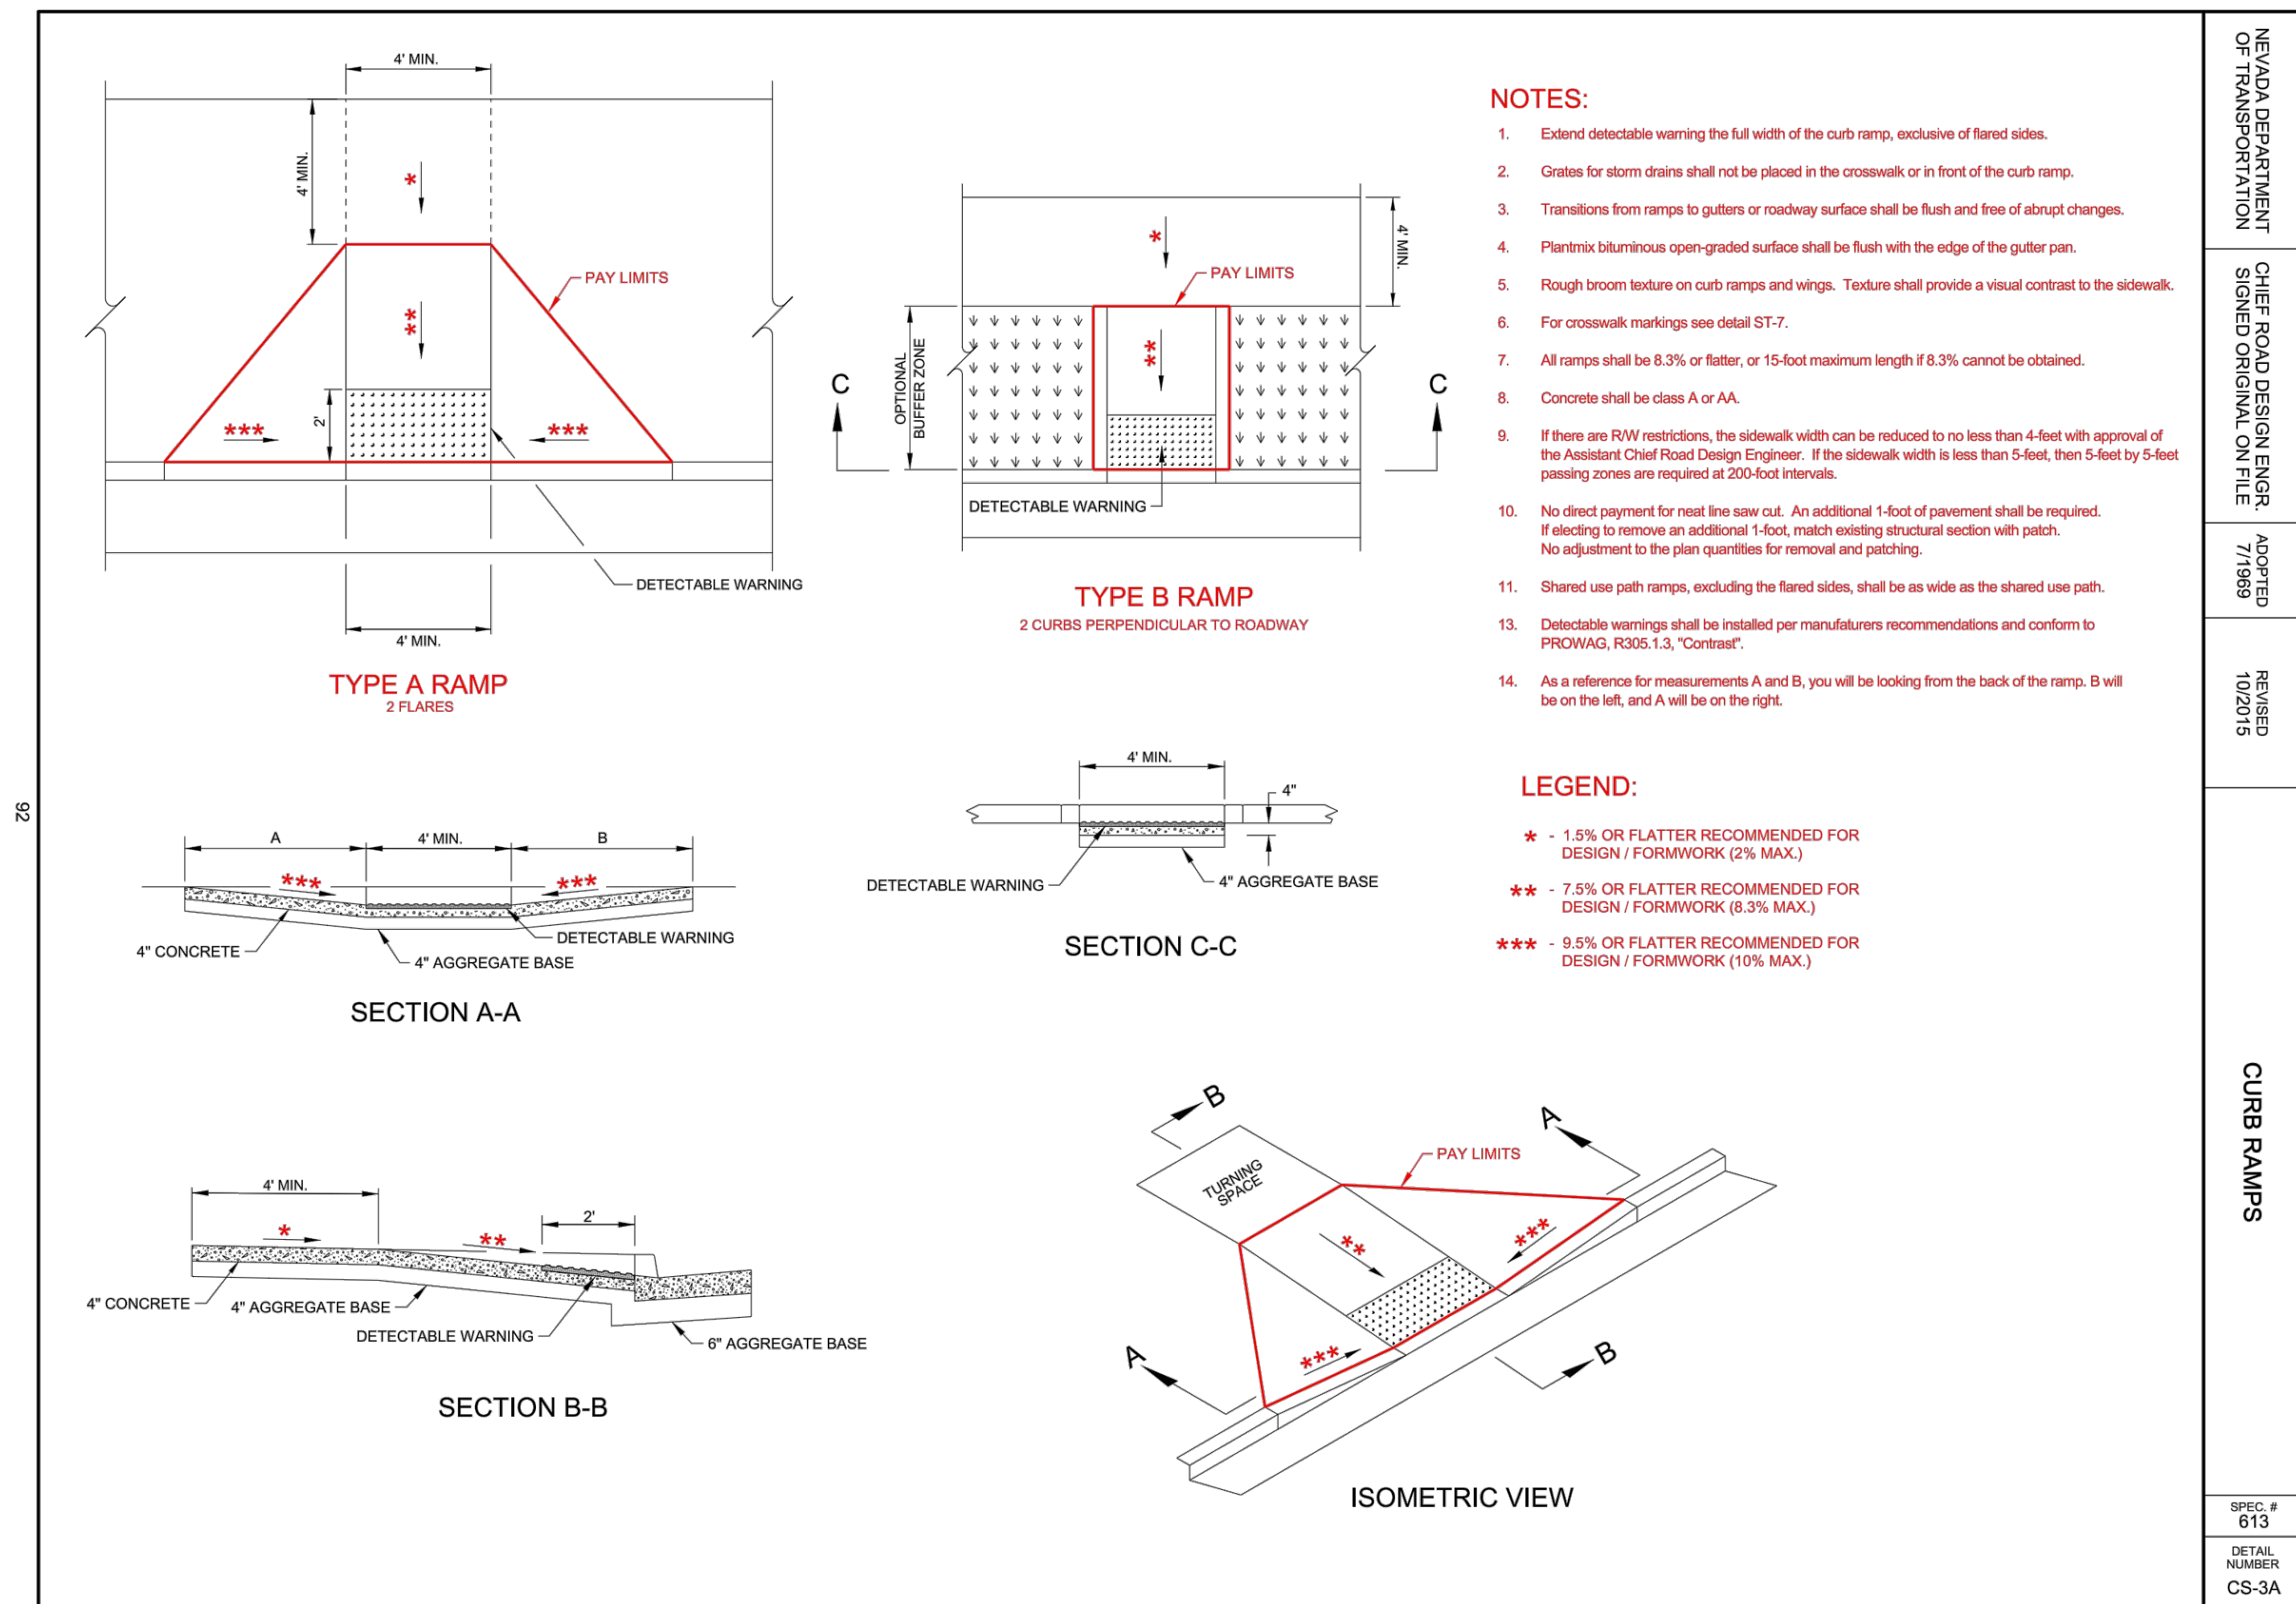 4' MIN.
4' MIN.
*
PAY LIMITS
**
2'
***
***
DETECTABLE WARNING
4' MIN.
TYPE A RAMP
2 FLARES
*
4' MIN.
PAY LIMITS
OPTIONAL
BUFFER ZONE
**
C
C
DETECTABLE WARNING
TYPE B RAMP
2 CURBS PERPENDICULAR TO ROADWAY
NOTES:
1. Extend detectable warning the full width of the curb ramp, exclusive of flared sides.
2. Grates for storm drains shall not be placed in the crosswalk or in front of the curb ramp.
3. Transitions from ramps to gutters or roadway surface shall be flush and free of abrupt changes.
4. Plantmix bituminous open-graded surface shall be flush with the edge of the gutter pan.
5. Rough broom texture on curb ramps and wings. Texture shall provide a visual contrast to the sidewalk.
6. For crosswalk markings see detail ST-7.
7. All ramps shall be 8.3% or flatter, or 15-foot maximum length if 8.3% cannot be obtained.
8. Concrete shall be class A or AA.
9. If there are R/W restrictions, the sidewalk width can be reduced to no less than 4-feet with approval of
the Assistant Chief Road Design Engineer. If the sidewalk width is less than 5-feet, then 5-feet by 5-feet
passing zones are required at 200-foot intervals.
10. No direct payment for neat line saw cut. An additional 1-foot of pavement shall be required.
If electing to remove an additional 1-foot, match existing structural section with patch.
No adjustment to the plan quantities for removal and patching.
11. Shared use path ramps, excluding the flared sides, shall be as wide as the shared use path.
13. Detectable warnings shall be installed per manufaturers recommendations and conform to
PROWAG, R305.1.3, "Contrast".
14. As a reference for measurements A and B, you will be looking from the back of the ramp. B will
be on the left, and A will be on the right.
LEGEND:
* - 1.5% OR FLATTER RECOMMENDED FOR
DESIGN / FORMWORK (2% MAX.)
** - 7.5% OR FLATTER RECOMMENDED FOR
DESIGN / FORMWORK (8.3% MAX.)
*** - 9.5% OR FLATTER RECOMMENDED FOR
DESIGN / FORMWORK (10% MAX.)
A
4' MIN.
B
***
***
4" CONCRETE
DETECTABLE WARNING
4" AGGREGATE BASE
SECTION A-A
4' MIN.
4"
DETECTABLE WARNING
4" AGGREGATE BASE
SECTION C-C
4' MIN.
2'
*
**
4" CONCRETE
4" AGGREGATE BASE
DETECTABLE WARNING
6" AGGREGATE BASE
SECTION B-B
B
A
PAY LIMITS
TURNING
SPACE
**
***
***
A
B
ISOMETRIC VIEW
92
NEVADA DEPARTMENT
OF TRANSPORTATION
CHIEF ROAD DESIGN ENGR.
SIGNED ORIGINAL ON FILE
ADOPTED
7/1969
REVISED
10/2015
CURB RAMPS
SPEC. #
613
DETAIL
NUMBER
CS-3A